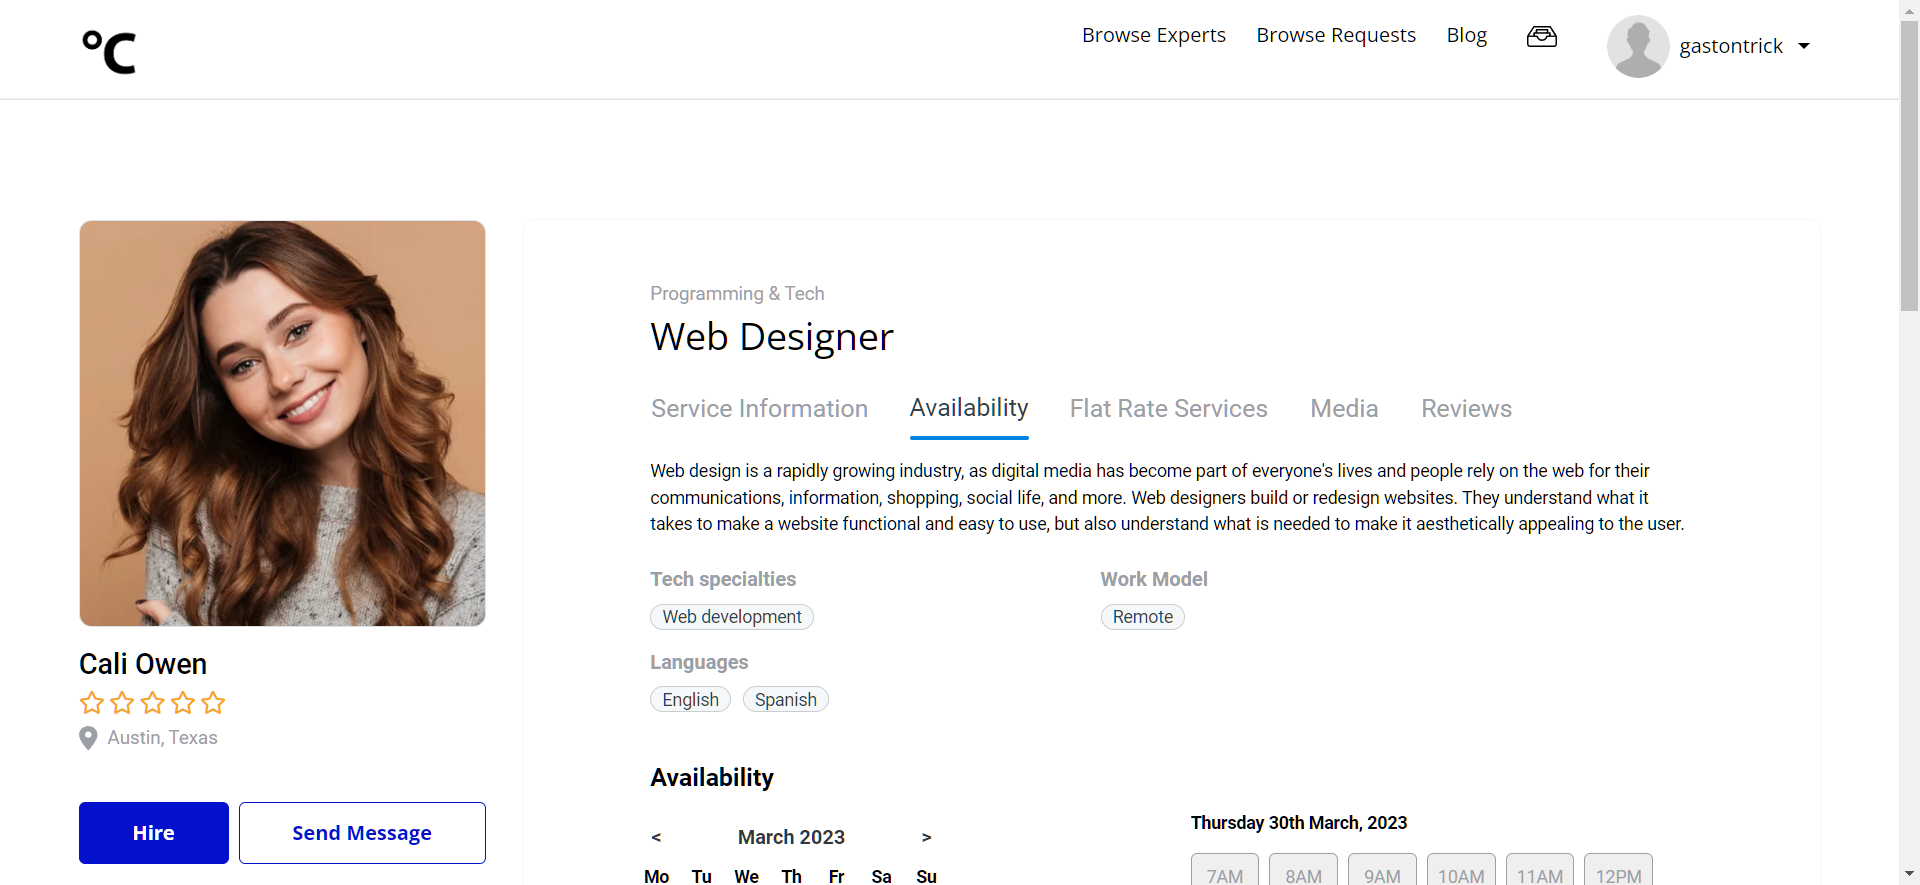 °C
Browse Experts
Browse Requests
Blog
gastontrick
Programming & Tech
Web Designer
Service Information
Availability
Flat Rate Services
Media
Reviews
Web design is a rapidly growing industry, as digital media has become part of everyone's lives and people rely on the web for their
communications, information, shopping, social life, and more. Web designers build or redesign websites. They understand what it
takes to make a website functional and easy to use, but also understand what is needed to make it aesthetically appealing to the user.
Tech specialties
Web development
Work Model
Remote
Languages
English
Spanish
Cali Owen
Austin, Texas
Hire
Send Message
Availability
< March 2023 >
Mo Tu We Th Fr Sa Su
Thursday 30th March, 2023
7AM 8AM 9AM 10AM 11AM 12PM